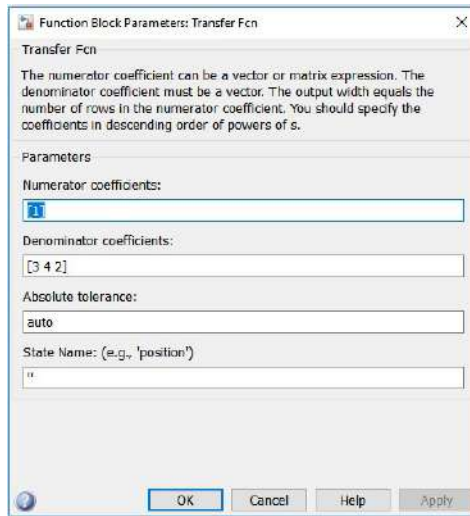 Function Block Parameters: Transfer Fcn
Transfer Fcn
The numerator coefficient can be a vector or matrix expression. The
denominator coefficient must be a vector. The output width equals the
number of rows in the numerator coefficient. You should specify the
coefficients in descending order of powers of s.
Parameters
Numerator coefficients:
[1]
Denominator coefficients:
[3 4 2]
Absolute tolerance:
auto
State Name: (e.g., 'position')
''
OK Cancel Help Apply